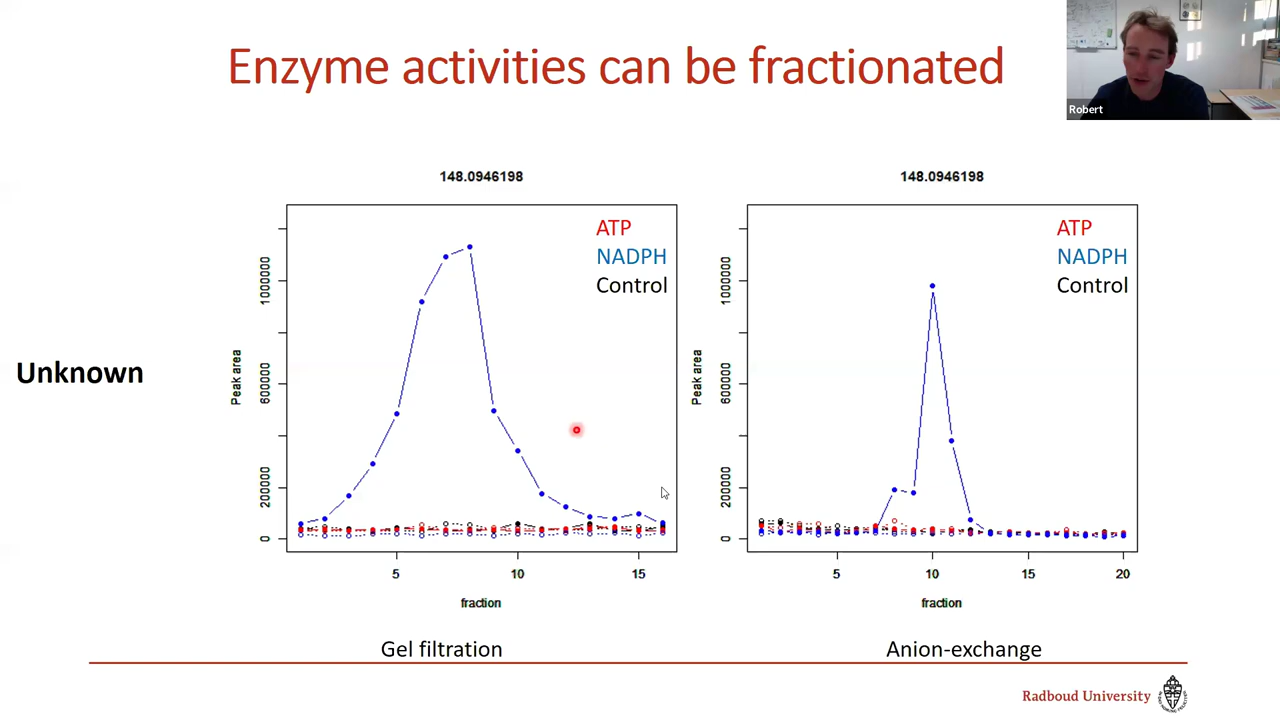 Enzyme activities can be fractionated
Robert
Unknown
148.0946198
ATP
NADPH
Control
Peak area
0
200000
600000
1000000
5
10
15
fraction
Gel filtration
148.0946198
ATP
NADPH
Control
Peak area
0
200000
600000
1000000
5
10
15
20
fraction
Anion-exchange
Radboud University